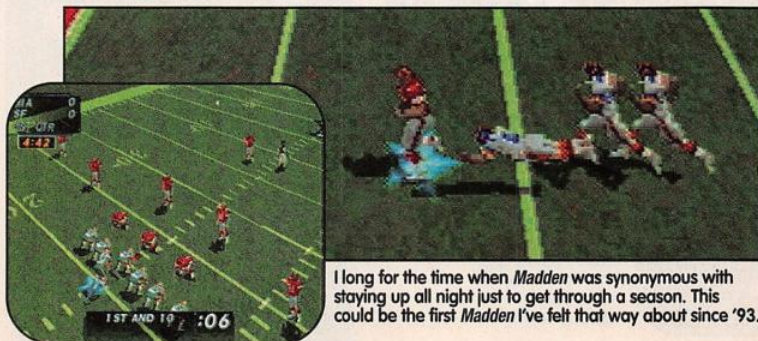 SF 0
0
4:42
1ST AND 10 :06
I long for the time when Madden was synonymous with
staying up all night just to get through a season. This
could be the first Madden I've felt that way about since '93.